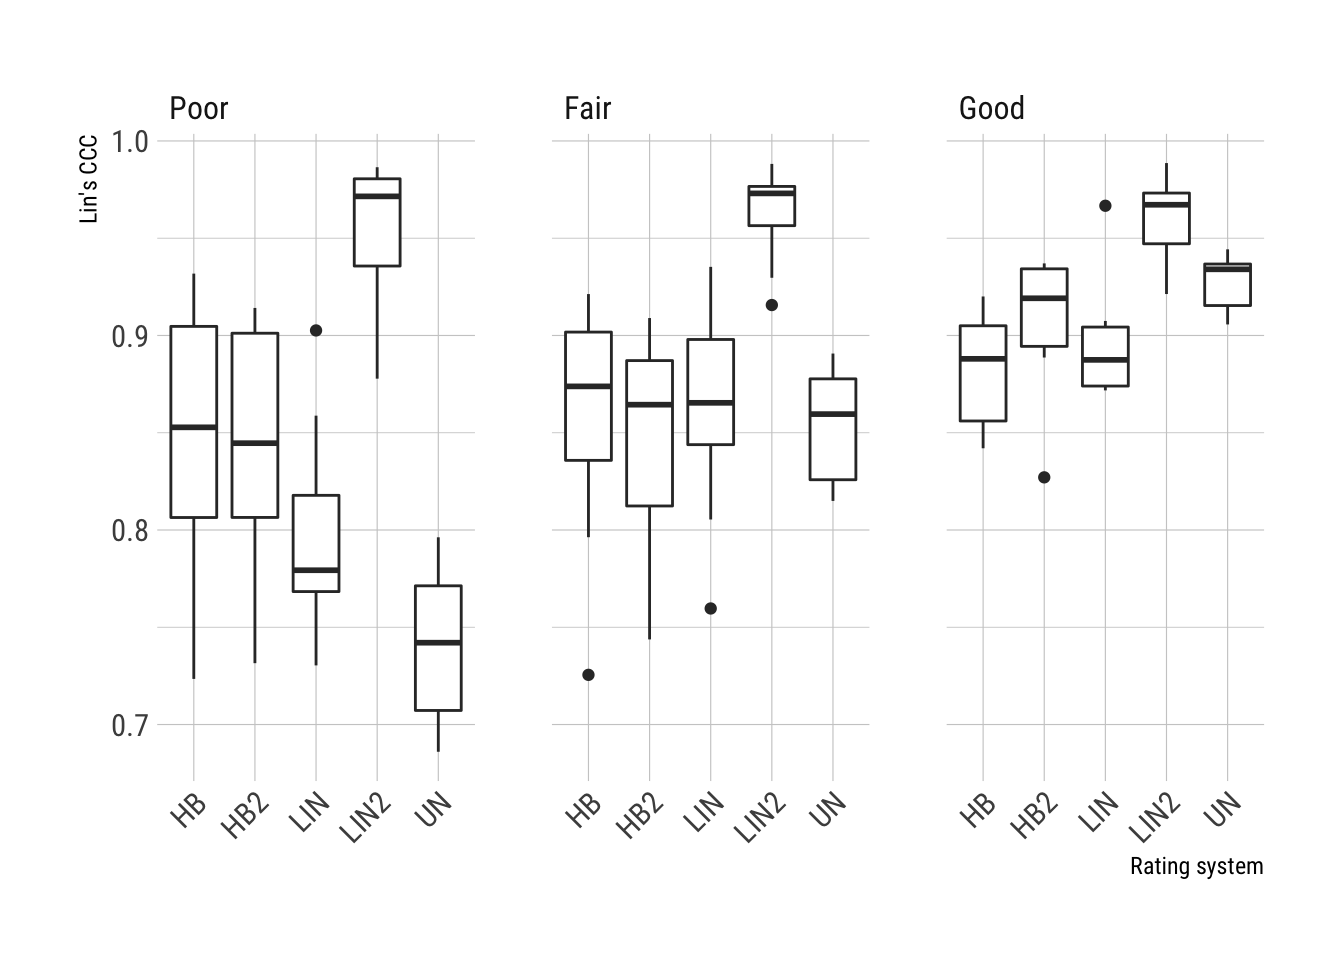 Poor
Fair
Good
Lin's CCC
1.0
0.9
0.8
0.7
HB
HB2
LIN
LIN2
UN
HB
HB2
LIN
LIN2
UN
HB
HB2
LIN
LIN2
UN
Rating system